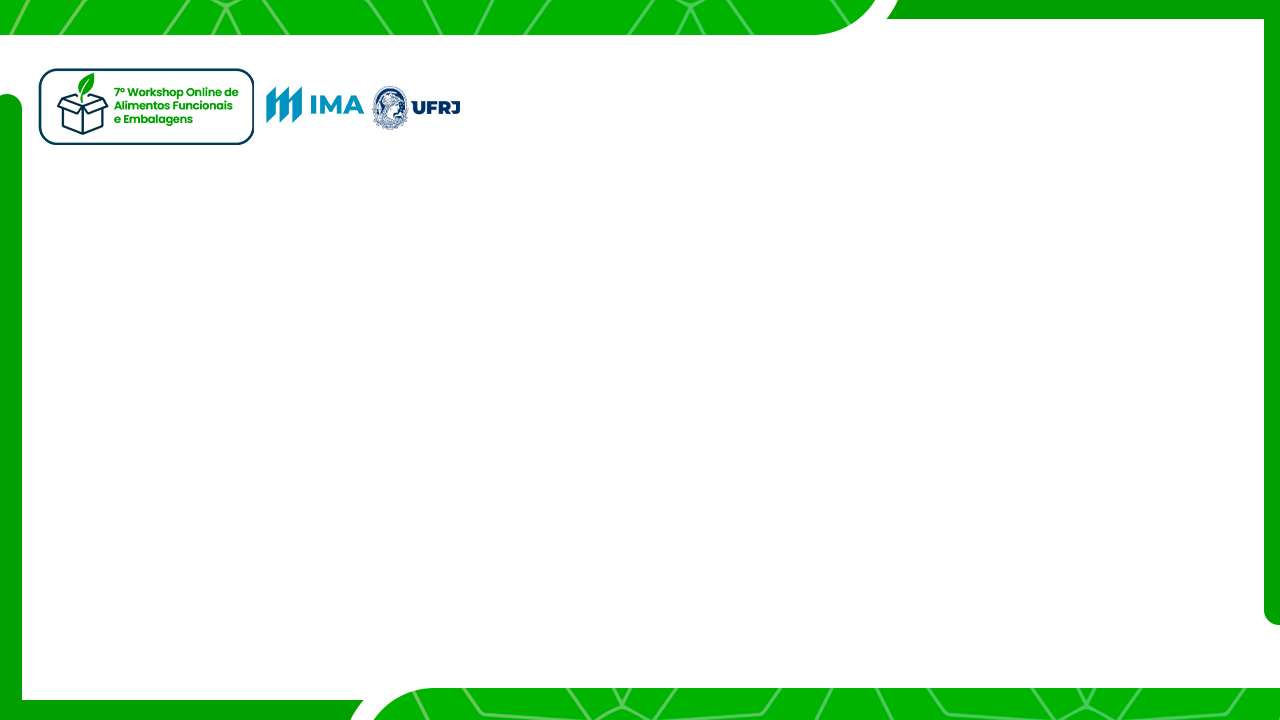 7º Workshop Online de
Alimentos Funcionais
e Embalagens
IMA
UFRJ